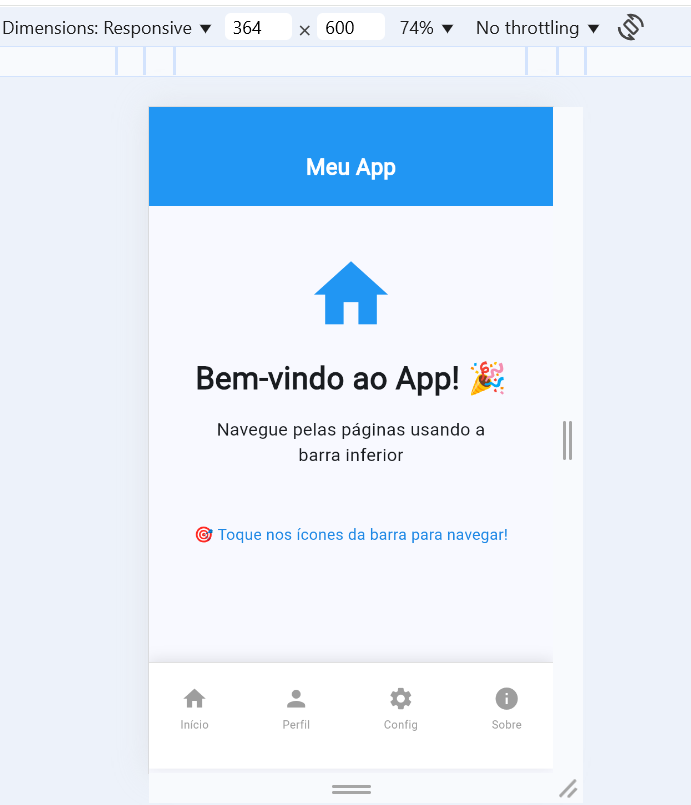 Dimensions: Responsive ▼ 364 × 600 74% ▼ No throttling ▼
Meu App
Bem-vindo ao App! 🎉
Navegue pelas páginas usando a
barra inferior
🎯 Toque nos ícones da barra para navegar!
Início Perfil Config Sobre